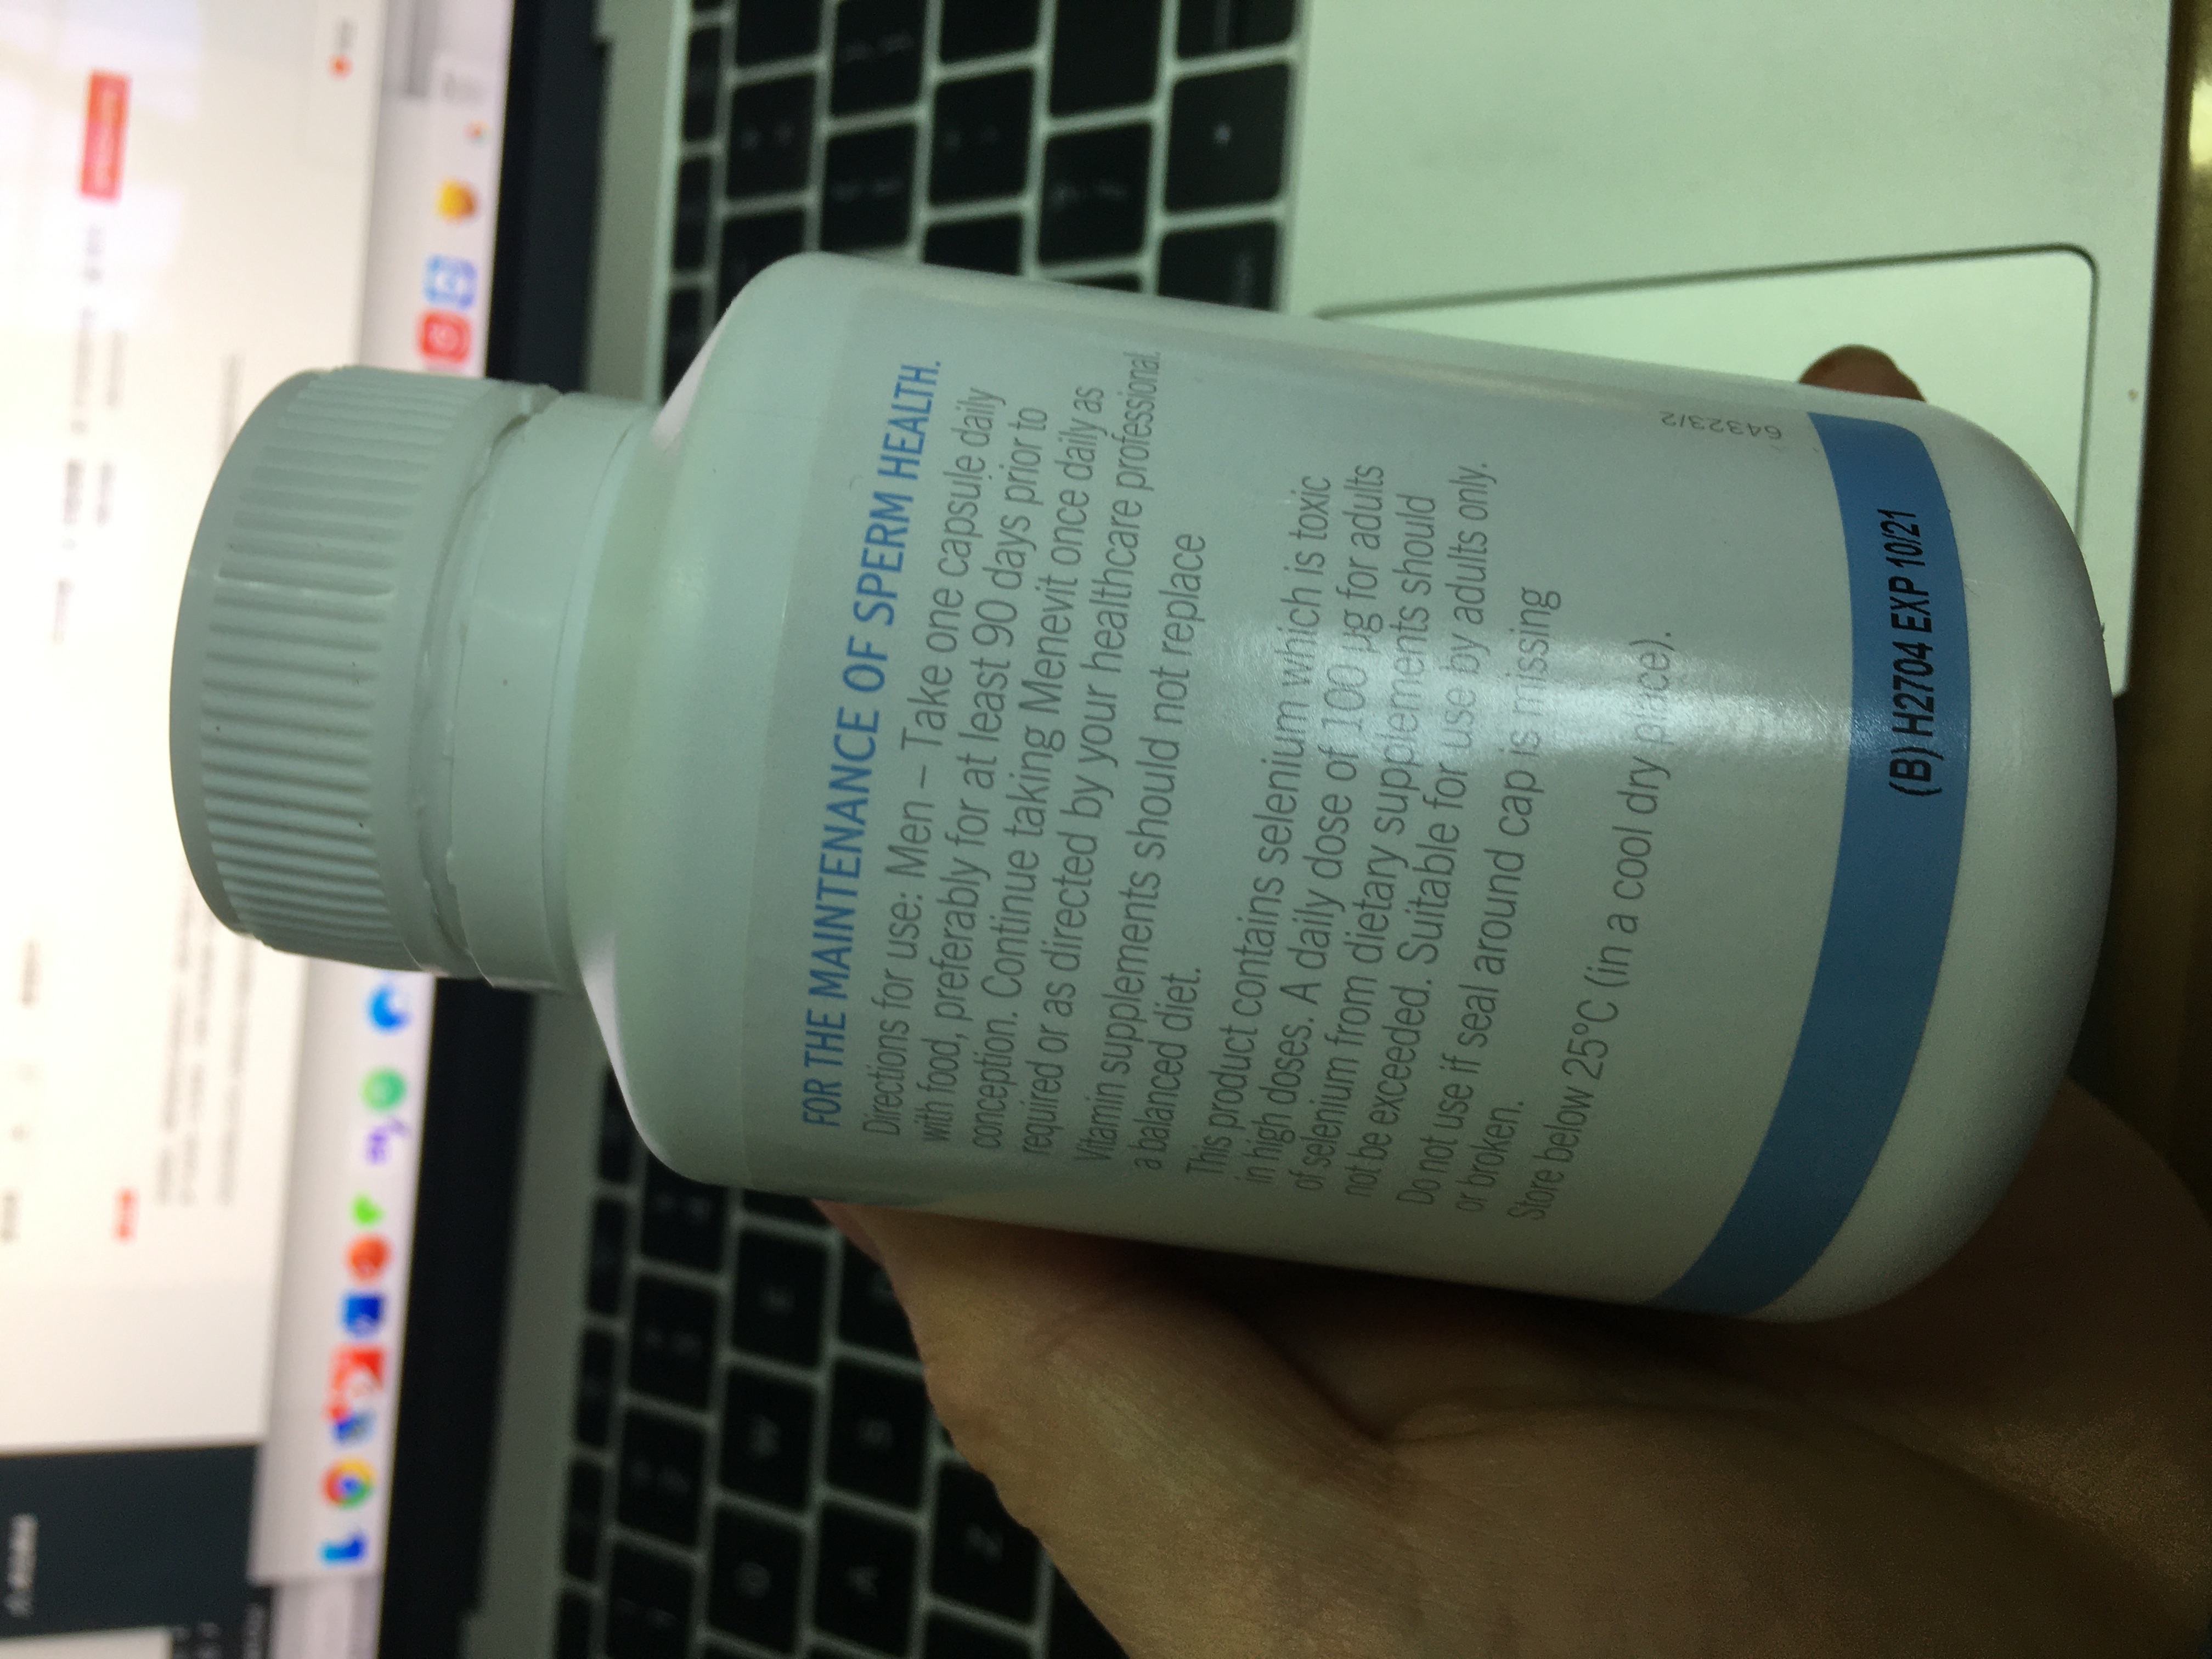 FOR THE MAINTENANCE OF SPERM HEALTH.
Directions for use: Men – Take one capsule daily
with food, preferably for at least 90 days prior to
conception. Continue taking Menevit once daily as
required or as directed by your healthcare professional.
Vitamin supplements should not replace
a balanced diet.
This product contains selenium which is toxic
in high doses. A daily dose of 100 µg for adults
of selenium from dietary supplements should
not be exceeded. Suitable for use by adults only.
Do not use if seal around cap is missing
or broken.
Store below 25°C (in a cool dry place).
64323/2
(B) H2704 EXP 10/21
Q W E
A S
Z